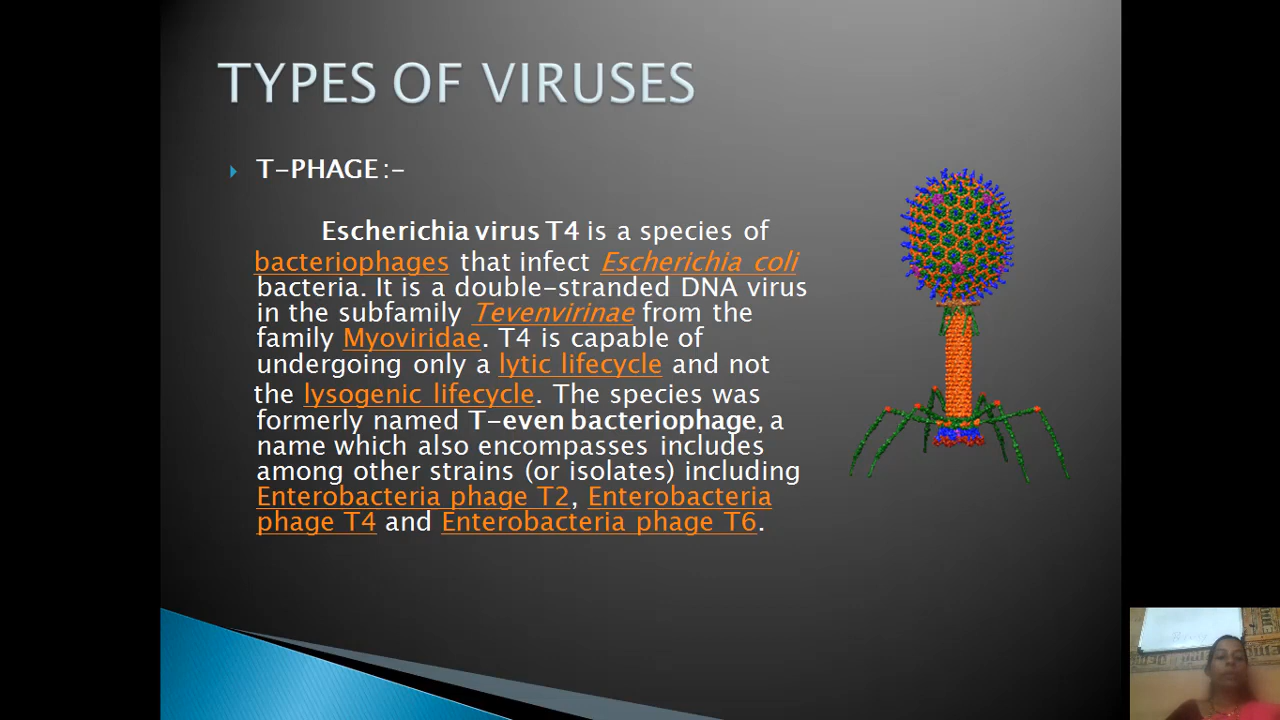 TYPES OF VIRUSES
T-PHAGE :-
Escherichia virus T4 is a species of
bacteriophages that infect Escherichia coli
bacteria. It is a double-stranded DNA virus
in the subfamily Tevenvirinae from the
family Myoviridae. T4 is capable of
undergoing only a lytic lifecycle and not
the lysogenic lifecycle. The species was
formerly named T-even bacteriophage, a
name which also encompasses includes
among other strains (or isolates) including
Enterobacteria phage T2, Enterobacteria
phage T4 and Enterobacteria phage T6.